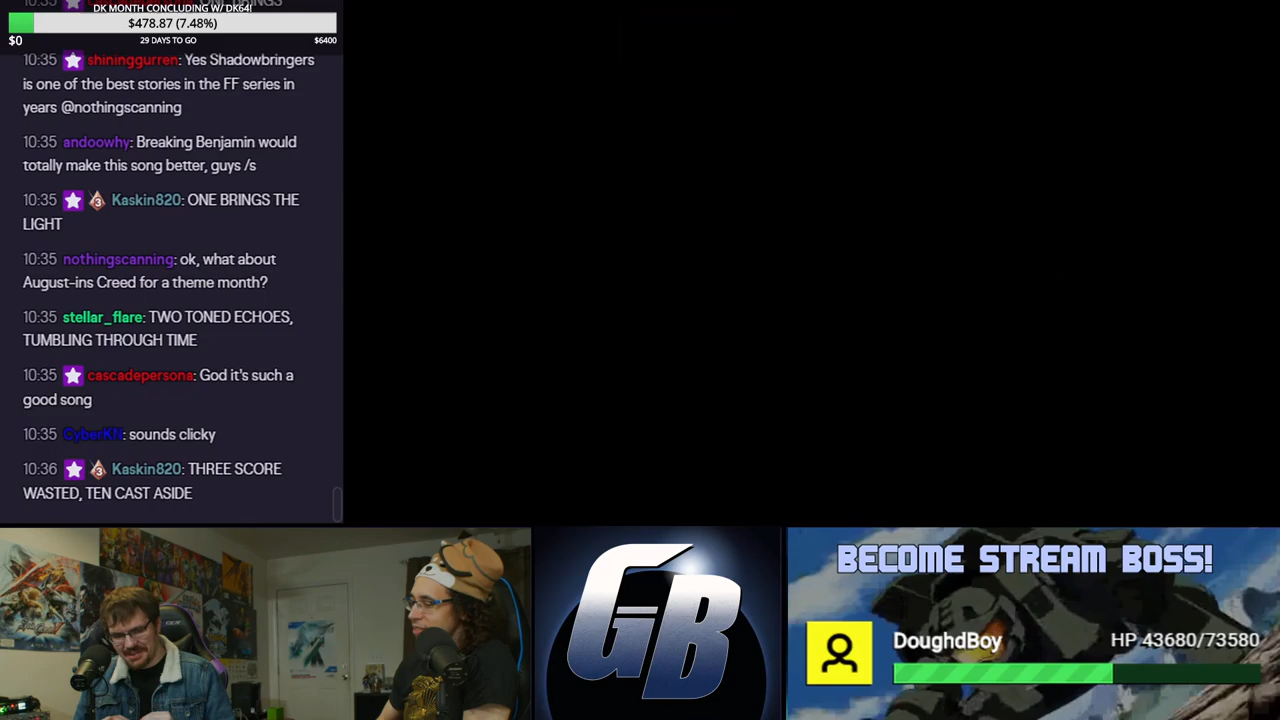 10:35 BRINGS
DK MONTH CONCLUDING W/ DK64!
$478.87 (7.48%)
$0 29 DAYS TO GO $6400
10:35 shininggurren: Yes Shadowbringers
is one of the best stories in the FF series in
years @nothingscanning
10:35 andoowhy: Breaking Benjamin would
totally make this song better, guys /s
10:35 Kaskin820: ONE BRINGS THE
LIGHT
10:35 nothingscanning: ok, what about
August-ins Creed for a theme month?
10:35 stellar_flare: TWO TONED ECHOES,
TUMBLING THROUGH TIME
10:35 cascadepersona: God it's such a
good song
10:35 CyberKN: sounds clicky
10:36 Kaskin820: THREE SCORE
WASTED, TEN CAST ASIDE
GB
BECOME STREAM BOSS!
DoughdBoy HP 43680/73580